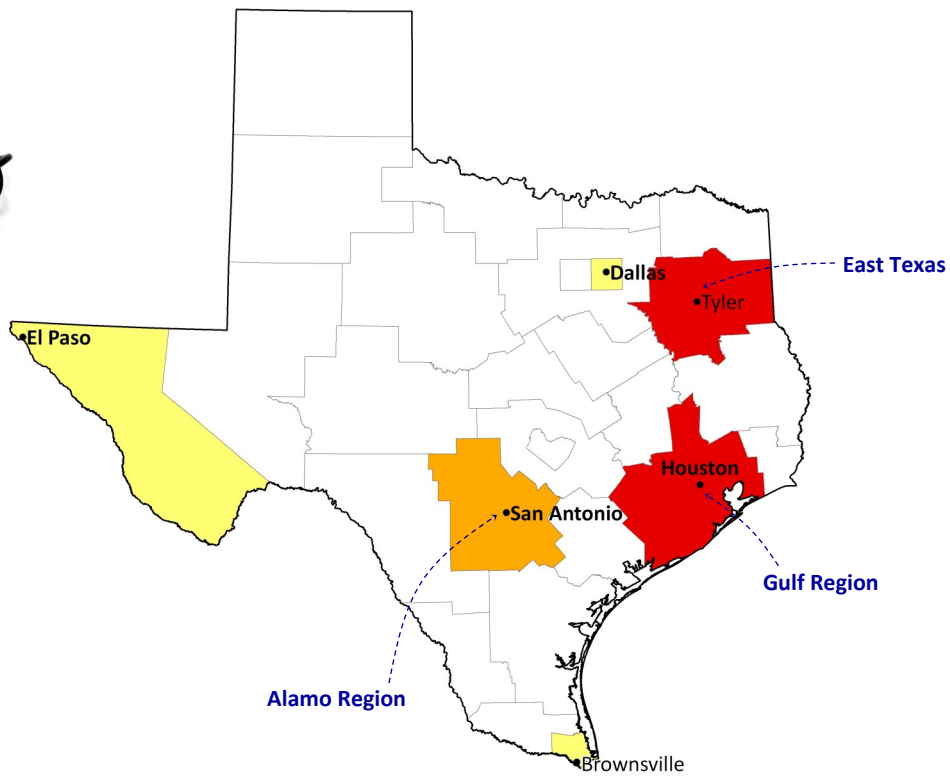 Dallas
East Texas
Tyler
El Paso
Houston
San Antonio
Gulf Region
Alamo Region
Brownsville